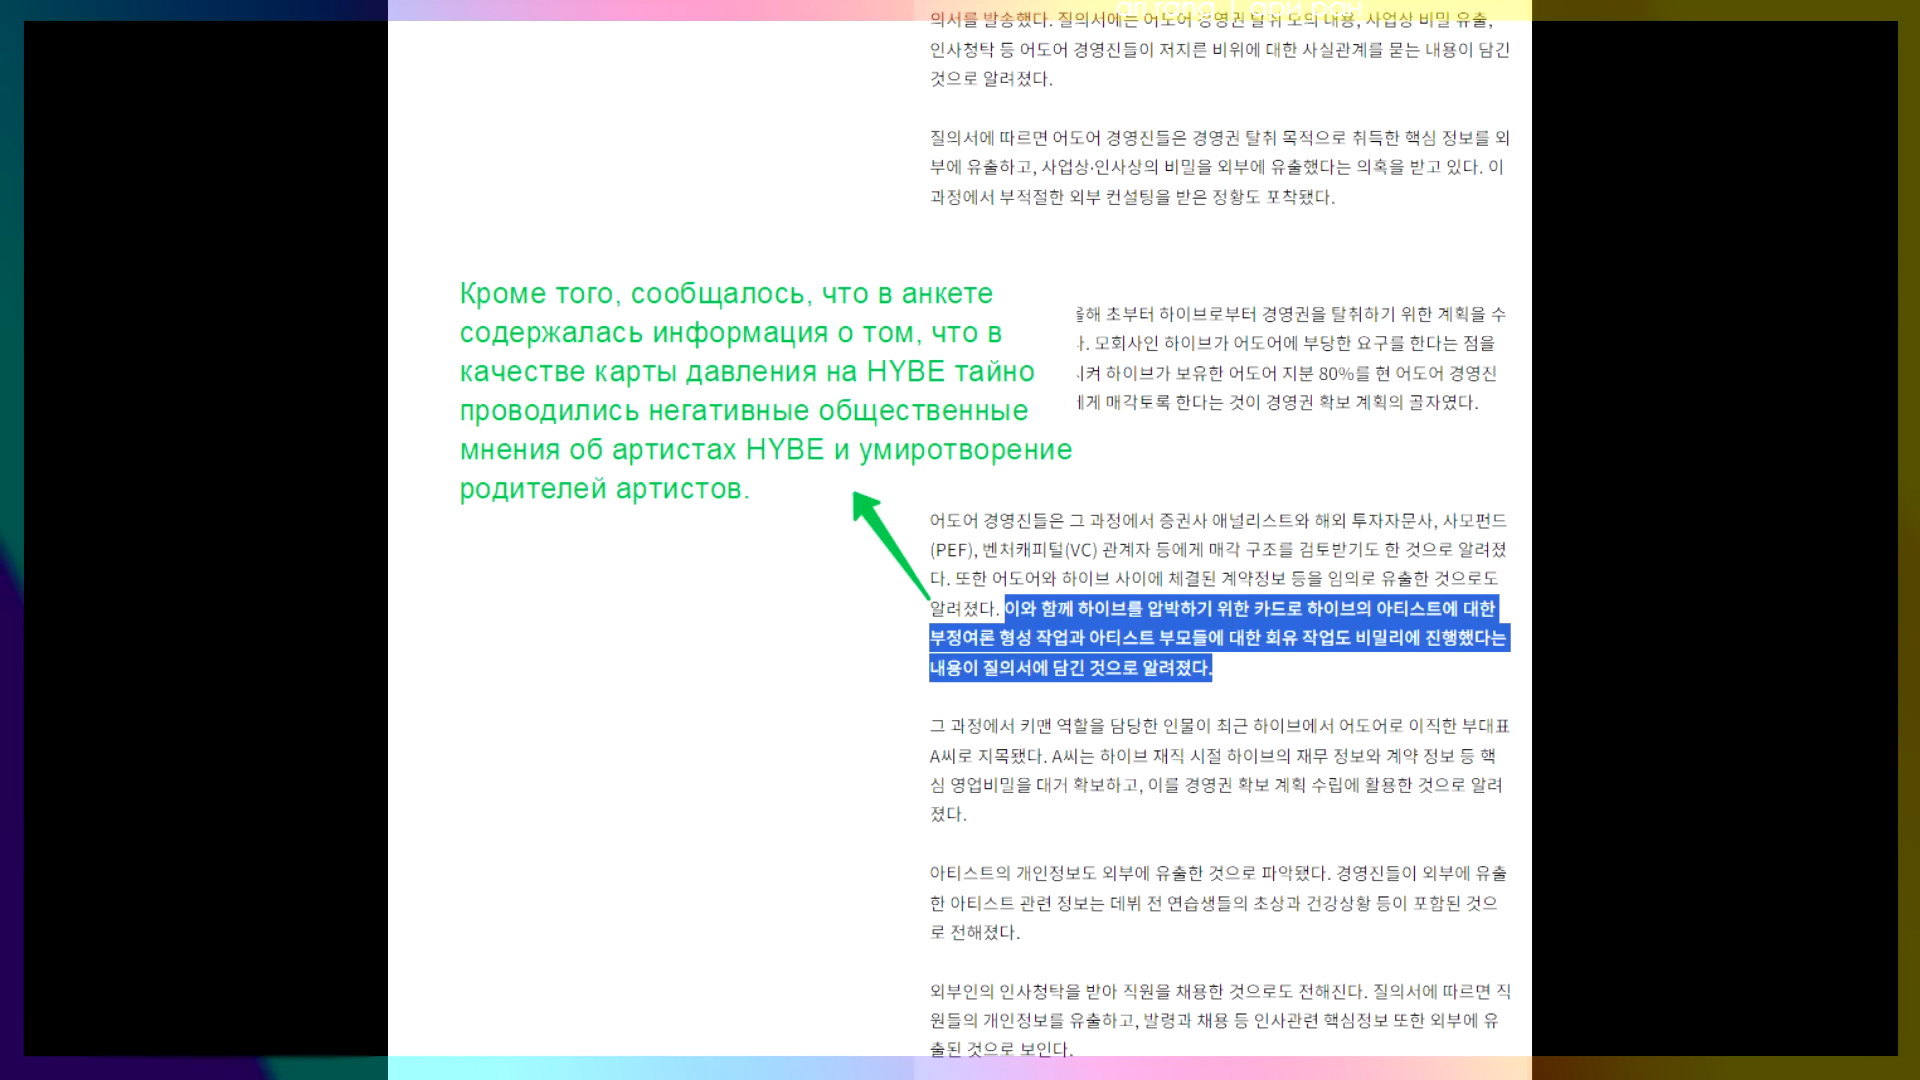 의서를 발송했다. 질의서에는 어도어 경영권 탈취 모의 내용, 사업상 비밀 유출,
인사청탁 등 어도어 경영진들이 저지른 비위에 대한 사실관계를 묻는 내용이 담긴
것으로 알려졌다.
질의서에 따르면 어도어 경영진들은 경영권 탈취 목적으로 취득한 핵심 정보를 외
부에 유출하고, 사업상·인사상의 비밀을 외부에 유출했다는 의혹을 받고 있다. 이
과정에서 부적절한 외부 컨설팅을 받은 정황도 포착됐다.
Кроме того, сообщалось, что в анкете
содержалась информация о том, что в
качестве карты давления на HYBE тайно
проводились негативные общественные
мнения об артистах HYBE и умиротворение
родителей артистов.
올해 초부터 하이브로부터 경영권을 탈취하기 위한 계획을 수
모회사인 하이브가 어도어에 부당한 요구를 한다는 점을
하이브가 보유한 어도어 지분 80%를 현 어도어 경영진
매각토록 한다는 것이 경영권 확보 계획의 골자였다.
어도어 경영진들은 그 과정에서 증권사 애널리스트와 해외 투자자문사, 사모펀드
(PEF), 벤처캐피털(VC) 관계자 등에게 매각 구조를 검토받기도 한 것으로 알려졌
다. 또한 어도어와 하이브 사이에 체결된 계약정보 등을 임의로 유출한 것으로도
알려졌다. 이와 함께 하이브를 압박하기 위한 카드로 하이브의 아티스트에 대한
부정여론 형성 작업과 아티스트 부모들에 대한 회유 작업도 비밀리에 진행했다는
내용이 질의서에 담긴 것으로 알려졌다.
그 과정에서 키맨 역할을 담당한 인물이 최근 하이브에서 어도어로 이직한 부대표
A씨로 지목됐다. A씨는 하이브 재직 시절 하이브의 재무 정보와 계약 정보 등 핵
심 영업비밀을 대거 확보하고, 이를 경영권 확보 계획 수립에 활용한 것으로 알려
졌다.
아티스트의 개인정보도 외부에 유출한 것으로 파악됐다. 경영진들이 외부에 유출
한 아티스트 관련 정보는 데뷔 전 연습생들의 초상과 건강상황 등이 포함된 것으
로 전해졌다.
외부인의 인사청탁을 받아 직원을 채용한 것으로도 전해진다. 질의서에 따르면 직
원들의 개인정보를 유출하고, 발령과 채용 등 인사관련 핵심정보 또한 외부에 유
출된 것으로 보인다.